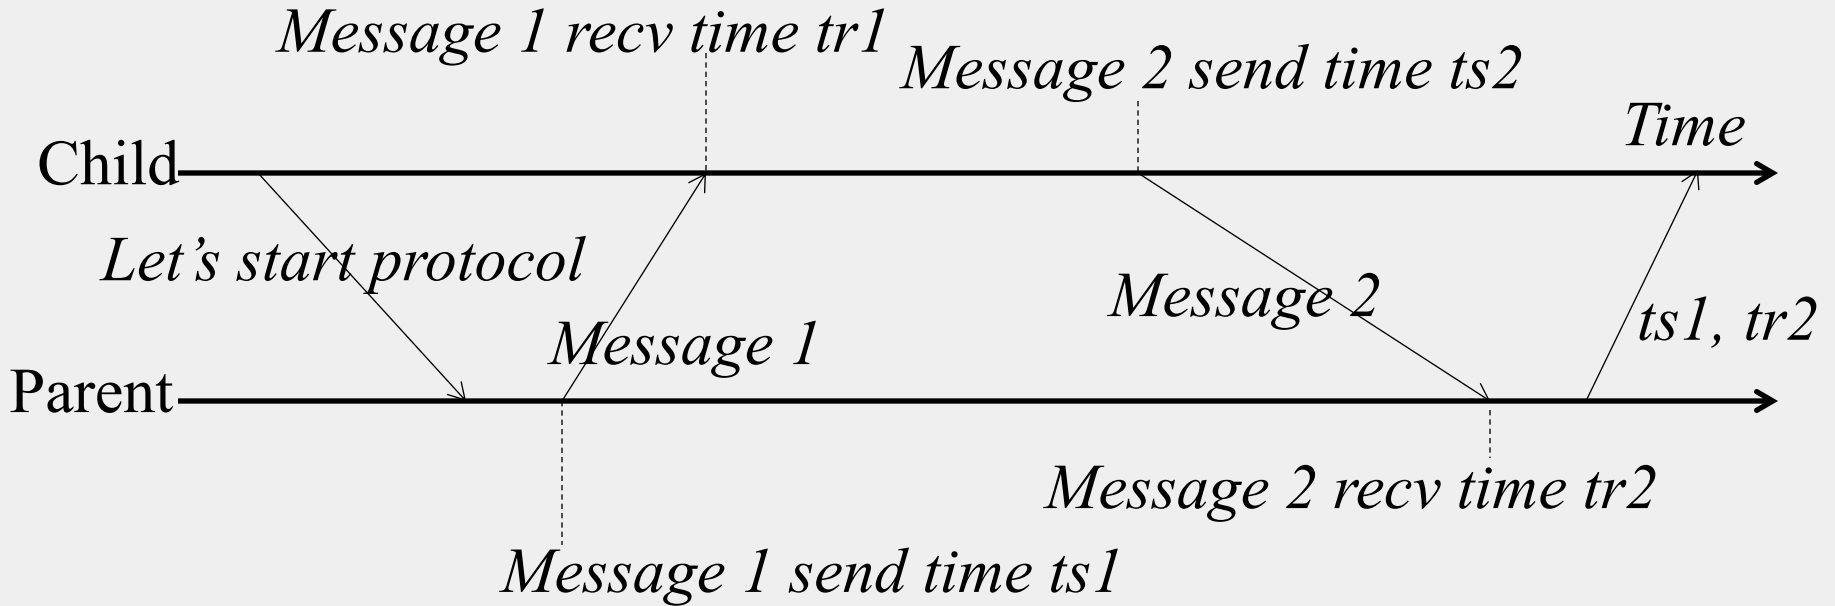 Message 1 recv time tr1
Message 2 send time ts2
Time
Child
Let’s start protocol
Message 2
ts1, tr2
Message 1
Parent
Message 2 recv time tr2
Message 1 send time ts1